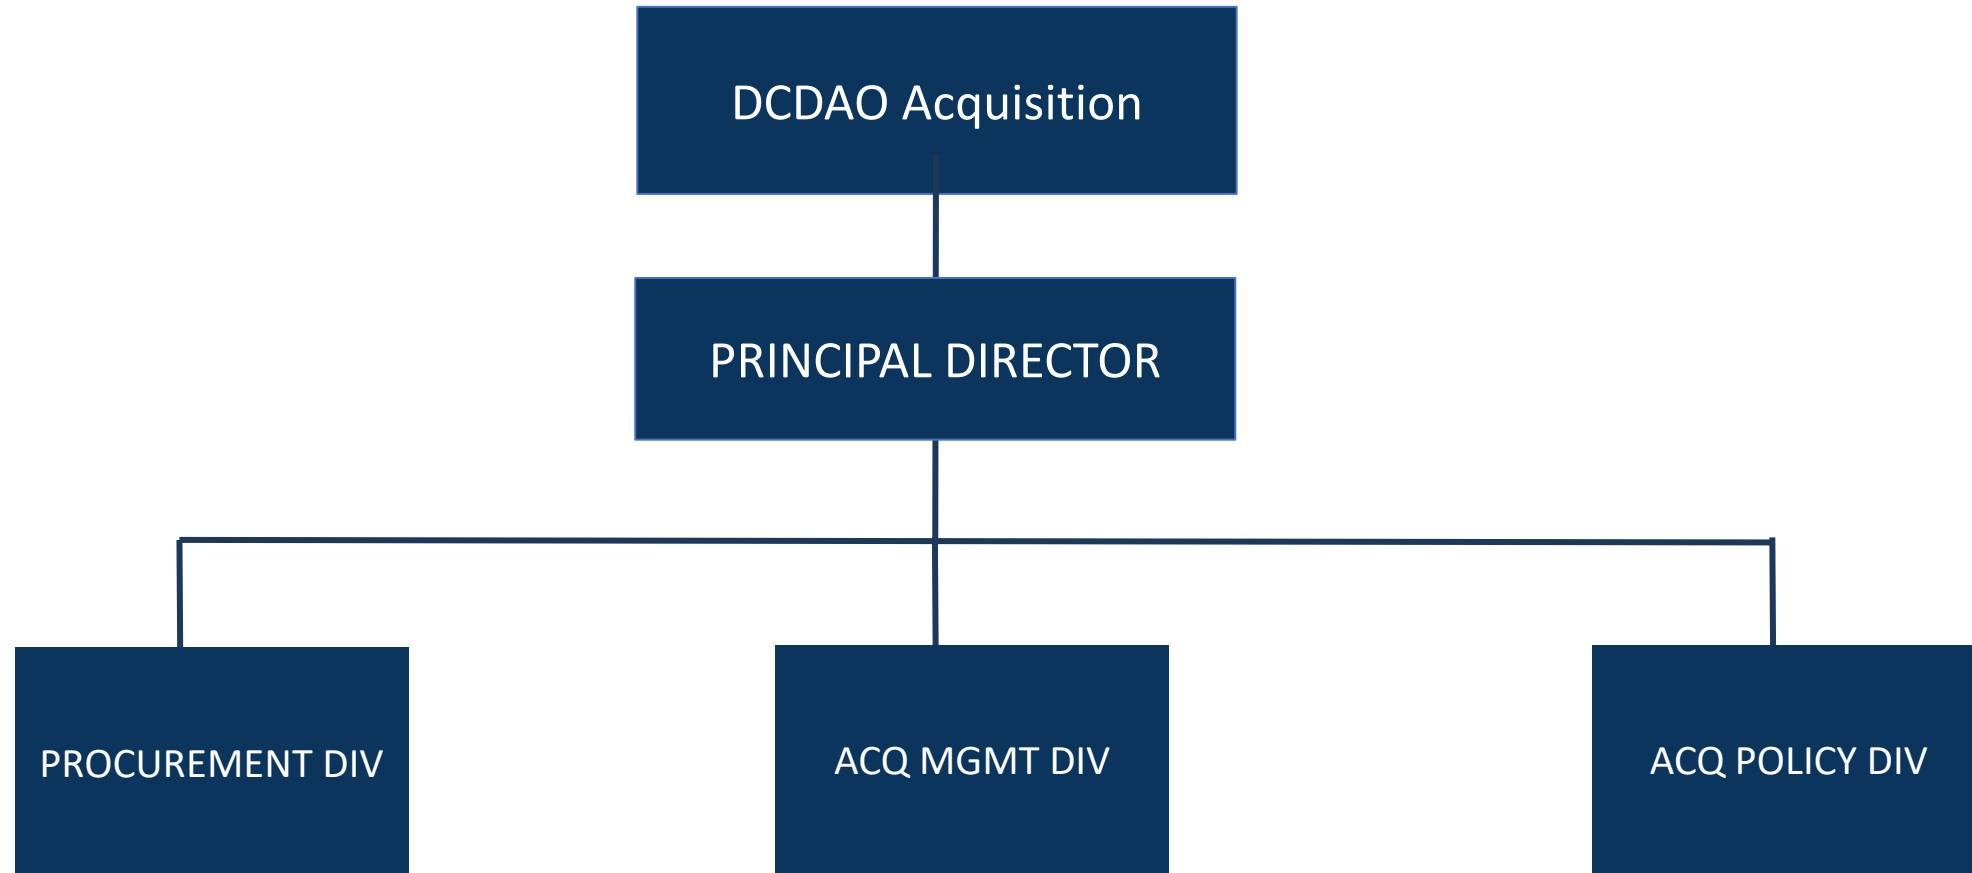 DCDAO Acquisition
PRINCIPAL DIRECTOR
PROCUREMENT DIV
ACQ MGMT DIV
ACQ POLICY DIV